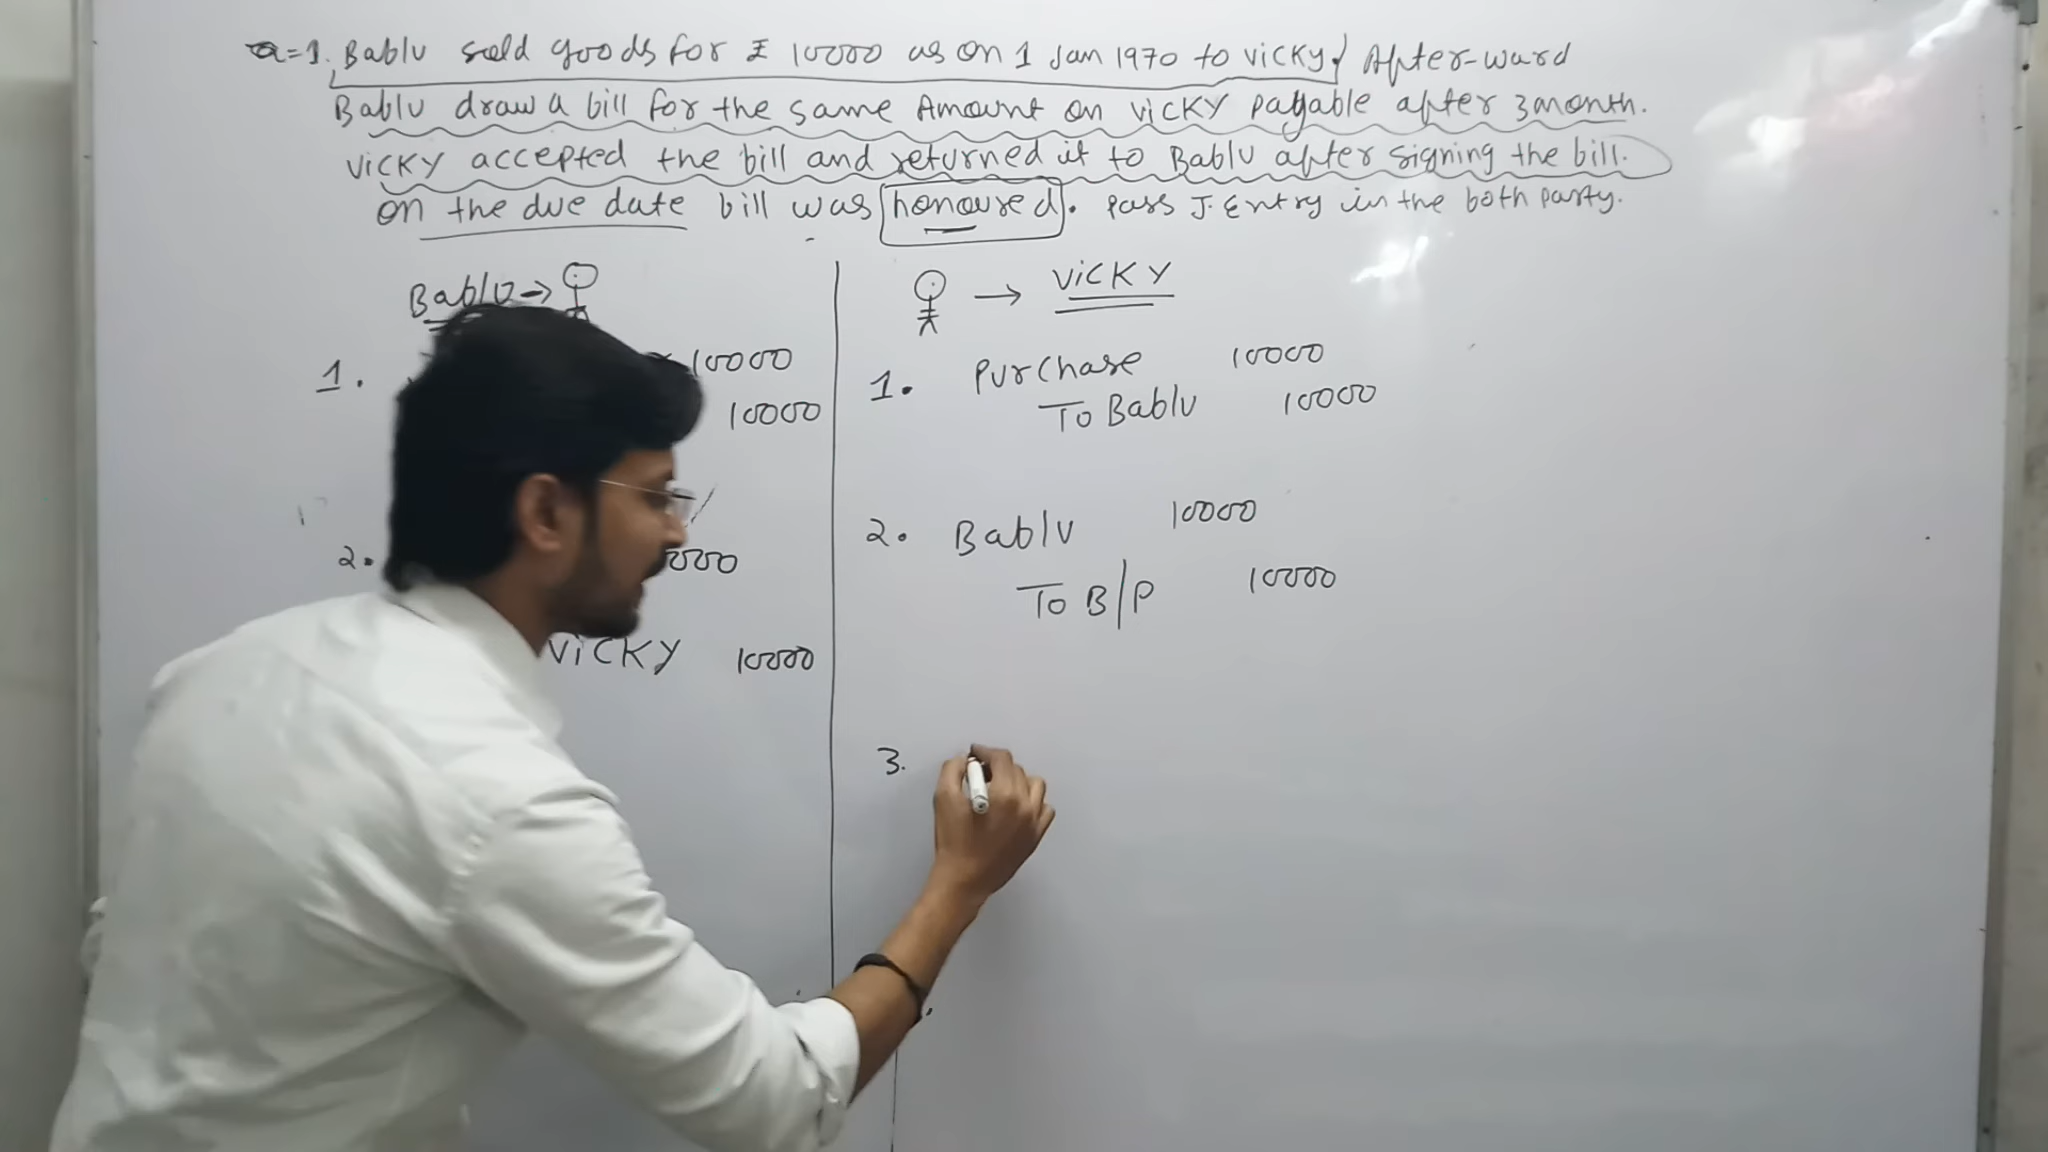 Q=1. Bablu sold goods for ₹ 10000 as on 1 Jan 1970 to Vicky. After-ward
Bablu draw a bill for the same Amount on Vicky payable after 3 month.
Vicky accepted the bill and returned it to Bablu after signing the bill.
on the due date bill was honoured. Pass J. Entry in the both party.
Bablu →
1. 10000
10000
2.
Vicky 10000
→ Vicky
1. Purchase 10000
To Bablu 10000
2. Bablu 10000
To B/P 10000
3.